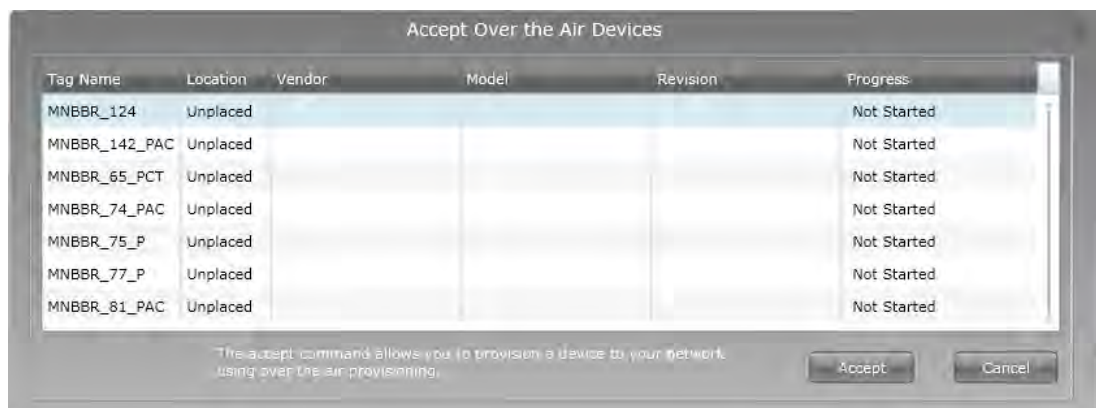 Accept Over the Air Devices
Tag Name Location Vendor Model Revision Progress
MNBBR_124 Unplaced Not Started
MNBBR_142_PAC Unplaced Not Started
MNBBR_65_PCT Unplaced Not Started
MNBBR_74_PAC Unplaced Not Started
MNBBR_75_P Unplaced Not Started
MNBBR_77_P Unplaced Not Started
MNBBR_81_PAC Unplaced Not Started
The accept command allows you to provision a device to your network
using over the air provisioning.
Accept Cancel